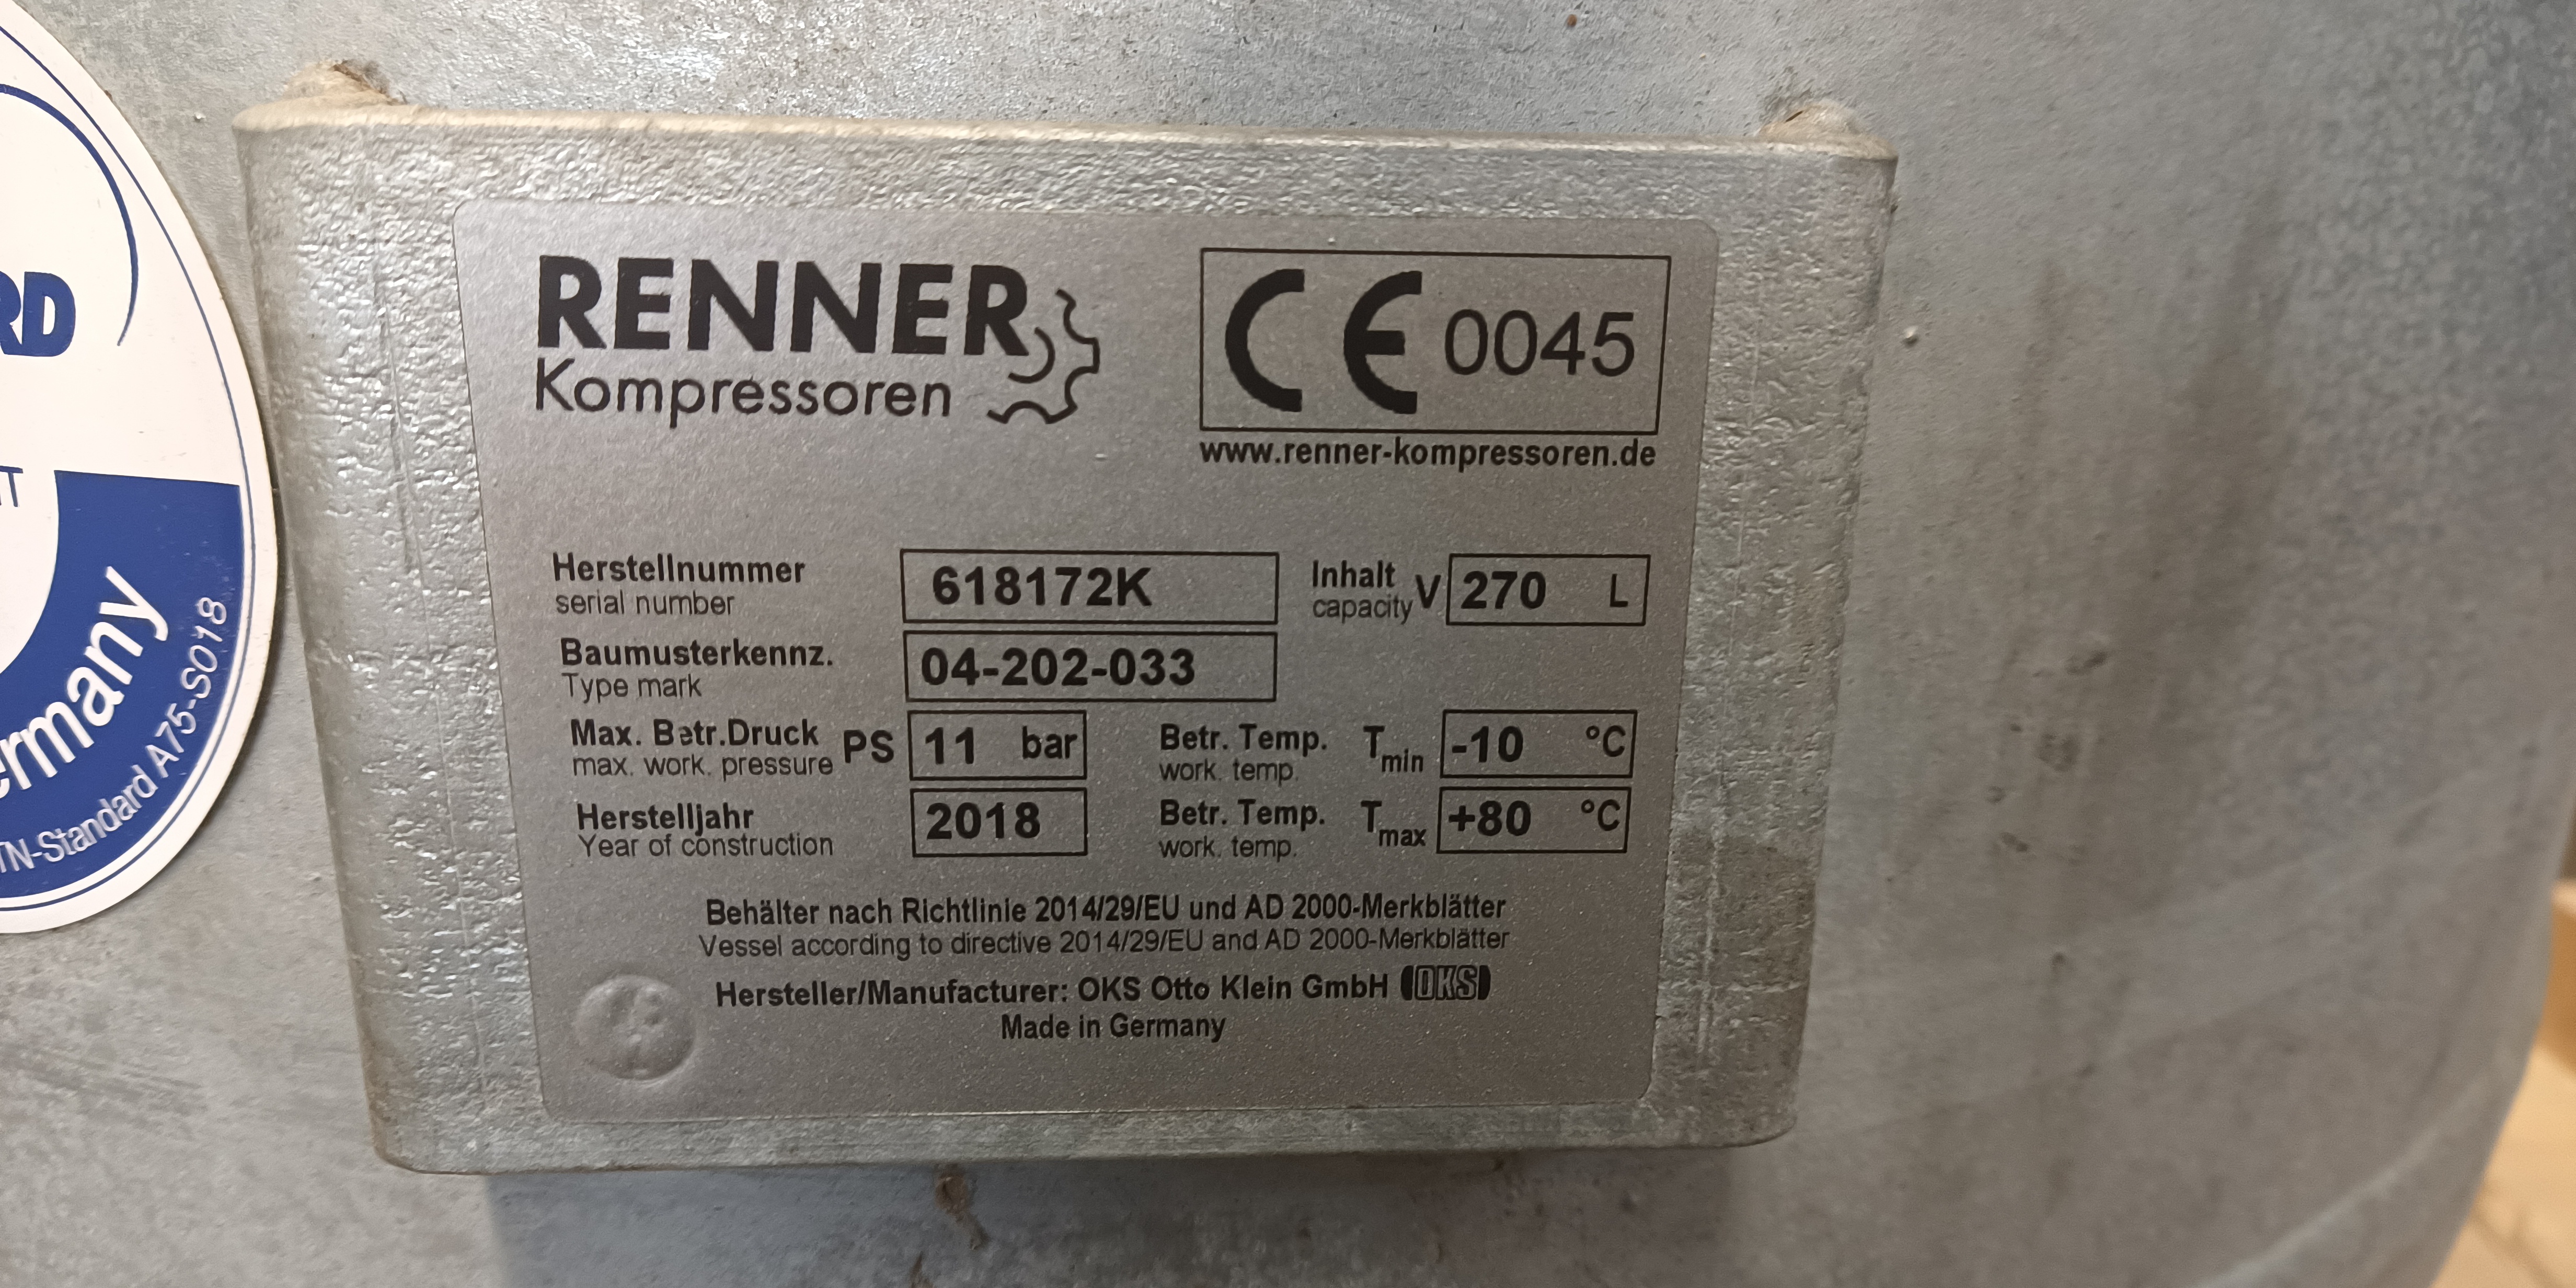 RD
RENNER
Kompressoren
CE 0045
www.renner-kompressoren.de
Herstellnummer
serial number
618172K
Inhalt
capacity
V
270 L
Baumusterkennz.
Type mark
04-202-033
Max. Betr.Druck
max. work. pressure
PS
11 bar
Betr. Temp.
work. temp.
Tmin
-10 °C
Herstelljahr
Year of construction
2018
Betr. Temp.
work. temp.
Tmax
+80 °C
Behälter nach Richtlinie 2014/29/EU und AD 2000-Merkblätter
Vessel according to directive 2014/29/EU and AD 2000-Merkblätter
Hersteller/Manufacturer: OKS Otto Klein GmbH OKS
Made in Germany
IT
ermany
TN-Standard A75-S018